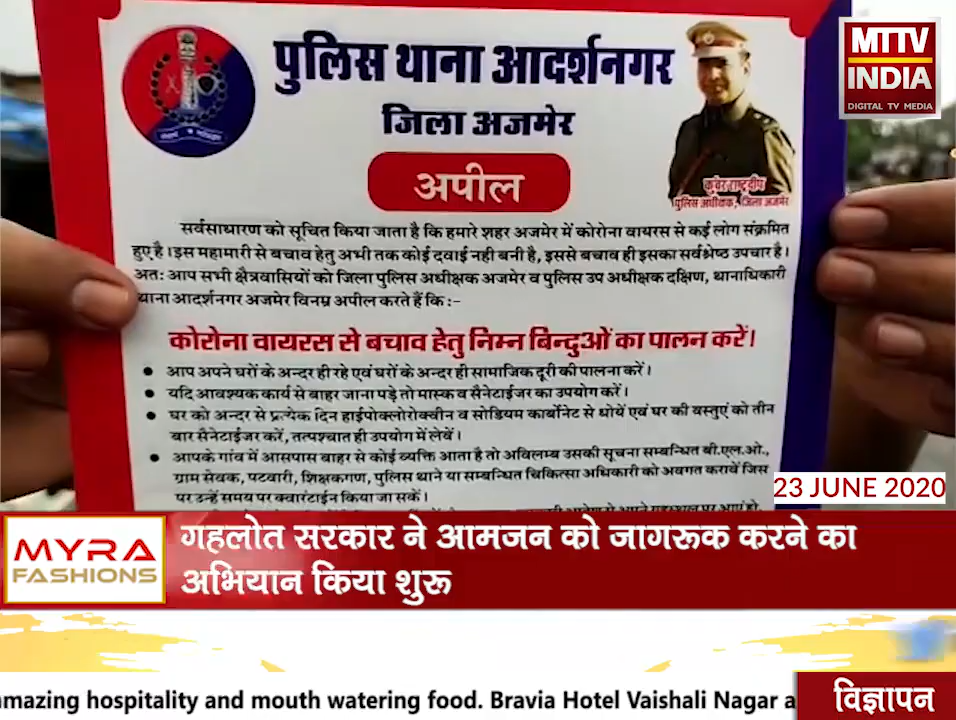 MTTV
INDIA
DIGITAL TV MEDIA
पुलिस थाना आदर्शनगर
जिला अजमेर
अपील
कुंवर राष्ट्रदीप
पुलिस अधीक्षक, जिला अजमेर
सर्वसाधारण को सूचित किया जाता है कि हमारे शहर अजमेर में कोरोना वायरस से कई लोग संक्रमित
हुए है। इस महामारी से बचाव हेतु अभी तक कोई दवाई नही बनी है, इससे बचाव ही इसका सर्वश्रेष्ठ उपचार है।
अतः आप सभी क्षैत्रवासियों को जिला पुलिस अधीक्षक अजमेर व पुलिस उप अधीक्षक दक्षिण, थानाधिकारी
थाना आदर्शनगर अजमेर विनम्र अपील करते हैं कि :-
कोरोना वायरस से बचाव हेतु निम्न बिन्दुओं का पालन करें।
● आप अपने घरों के अन्दर ही रहे एवं घरों के अन्दर ही सामाजिक दूरी की पालना करें।
● यदि आवश्यक कार्य से बाहर जाना पड़े तो मास्क व सैनेटाईजर का उपयोग करें।
● घर को अन्दर से प्रत्येक दिन हाईपोक्लोरोक्वीन व सोडियम कार्बोनेट से धोयें एवं घर की वस्तुएं को तीन
बार सैनेटाईजर करें, तत्पश्चात ही उपयोग में लेवें।
● आपके गांव में आसपास बाहर से कोई व्यक्ति आता है तो अविलम्ब उसकी सूचना सम्बन्धित बी.एल.ओ.,
ग्राम सेवक, पटवारी, शिक्षकगण, पुलिस थाने या सम्बन्धित चिकित्सा अधिकारी को अवगत करावें जिस
पर उन्हें समय पर क्वारंटाईन किया जा सकें।
23 JUNE 2020
MYRA
FASHIONS
गहलोत सरकार ने आमजन को जागरूक करने का
अभियान किया शुरू
amazing hospitality and mouth watering food. Bravia Hotel Vaishali Nagar a
विज्ञापन